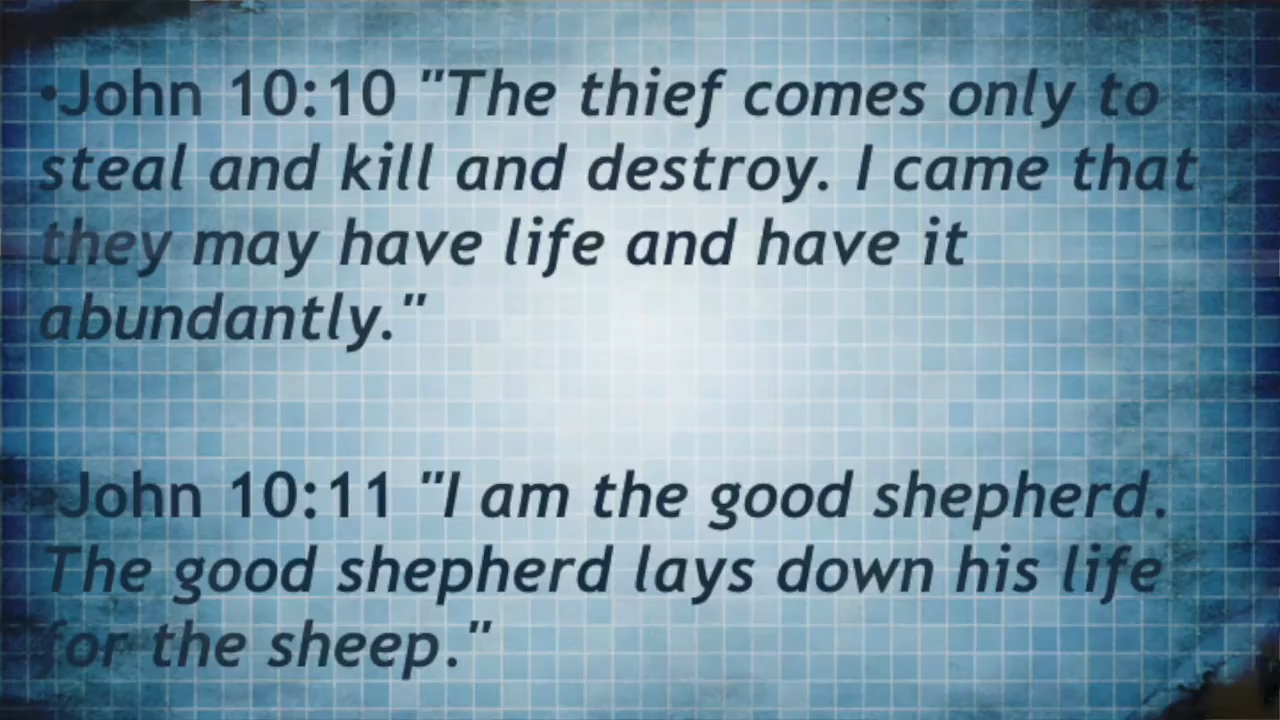 •John 10:10 "The thief comes only to
steal and kill and destroy. I came that
they may have life and have it
abundantly."
•John 10:11 "I am the good shepherd.
The good shepherd lays down his life
for the sheep."